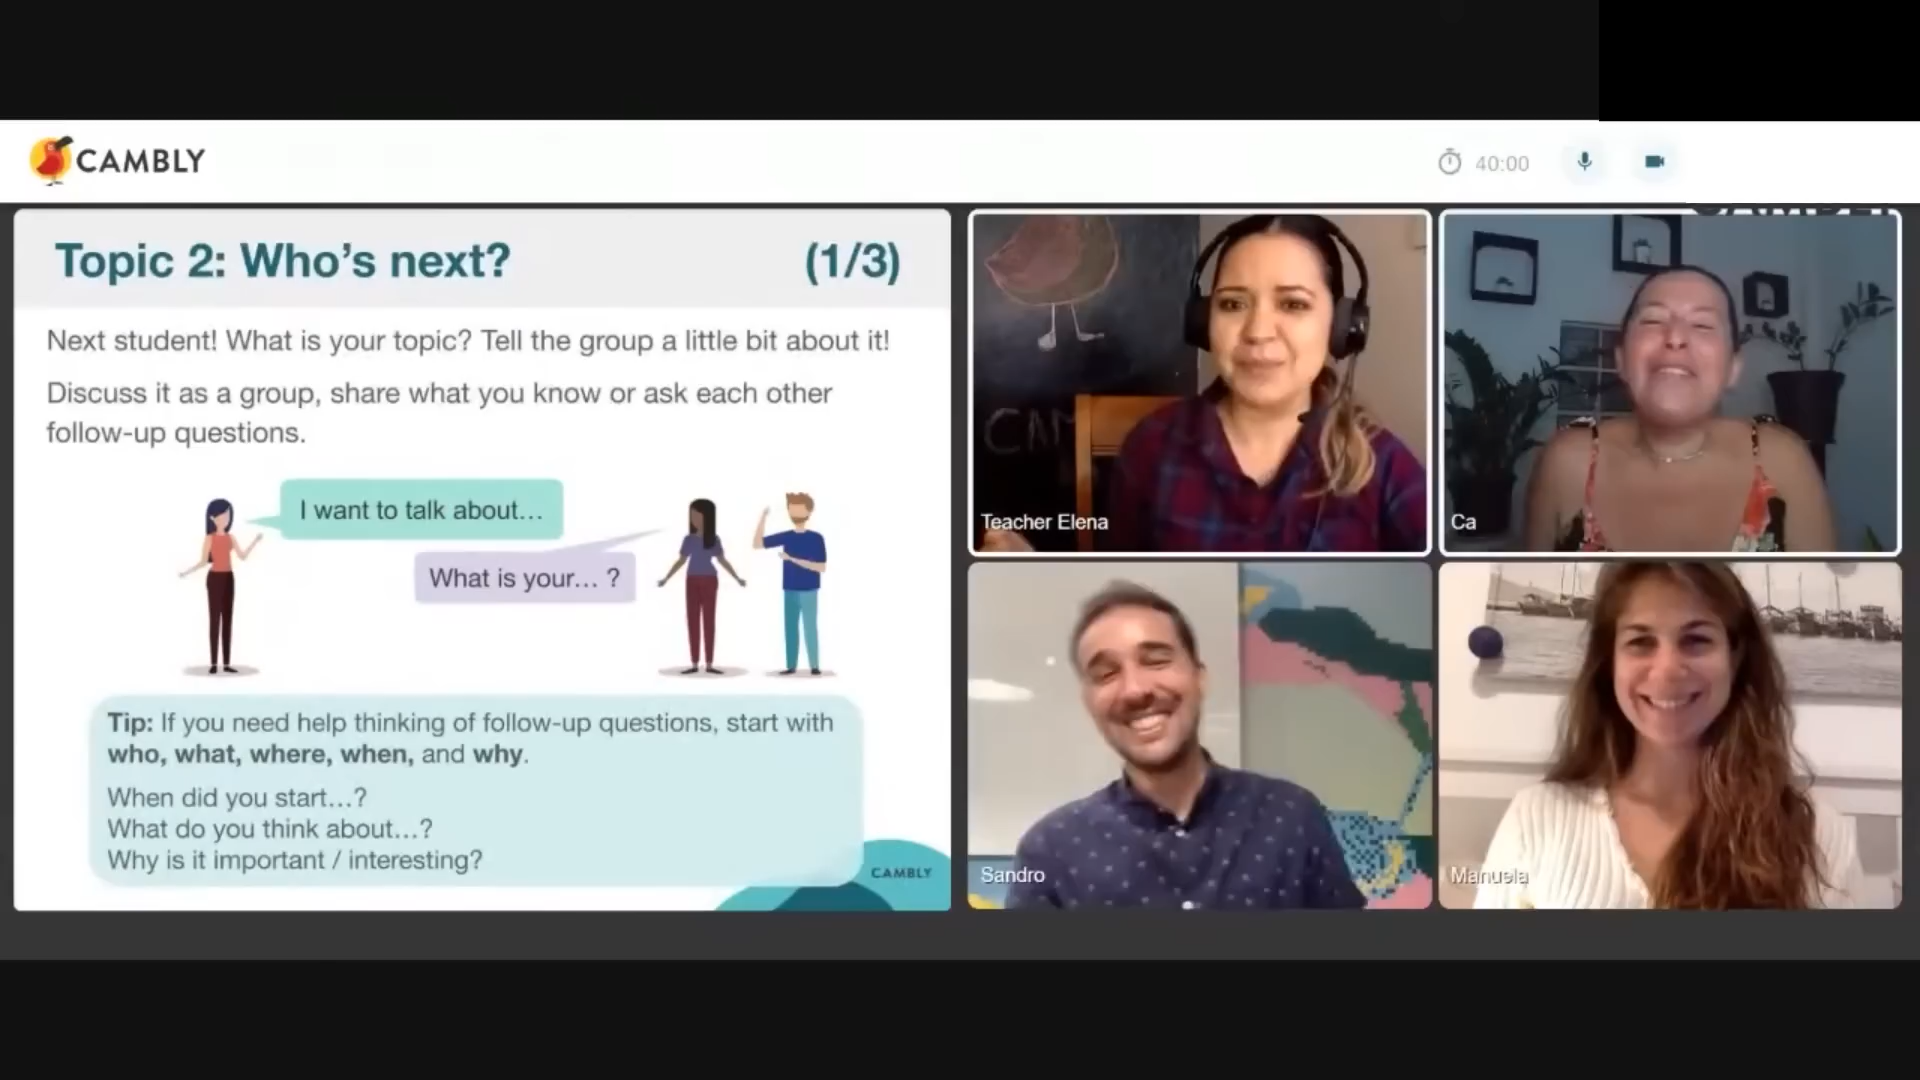 CAMBLY
40:00
Topic 2: Who's next? (1/3)
Next student! What is your topic? Tell the group a little bit about it!
Discuss it as a group, share what you know or ask each other
follow-up questions.
I want to talk about...
What is your... ?
Tip: If you need help thinking of follow-up questions, start with
who, what, where, when, and why.
When did you start...?
What do you think about...?
Why is it important / interesting?
CAMBLY
CAM
Teacher Elena
Ca
Sandro
Manuela